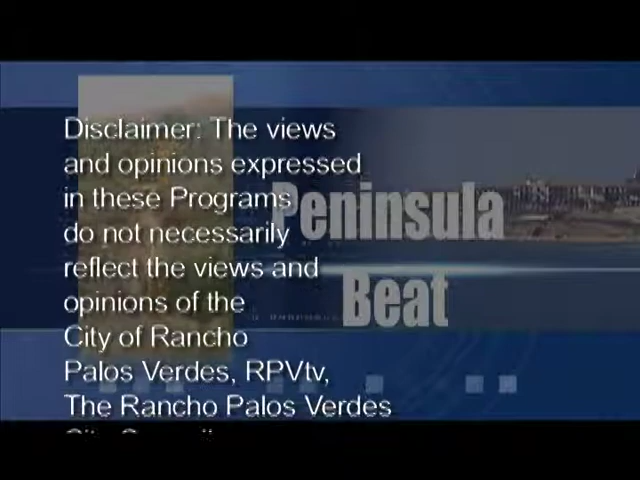 Disclaimer: The views
and opinions expressed
in these Programs
do not necessarily
reflect the views and
opinions of the
City of Rancho
Palos Verdes, RPVtv,
The Rancho Palos Verdes
Peninsula
Beat